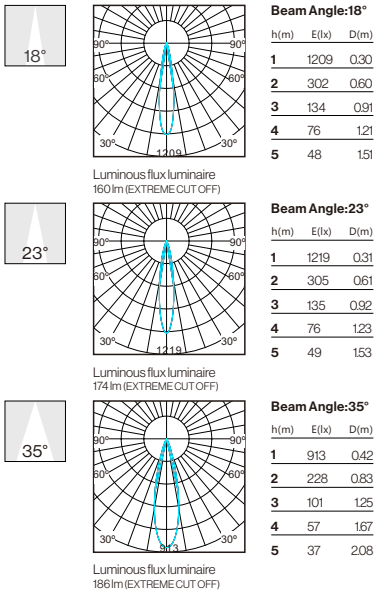 18°
90°
90°
60°
60°
30°
30°
1209
Luminous flux luminaire
160 lm (EXTREME CUT OFF)
Beam Angle:18°
h(m) E(lx) D(m)
1 1209 0.30
2 302 0.60
3 134 0.91
4 76 1.21
5 48 1.51
23°
90°
90°
60°
60°
30°
30°
1219
Luminous flux luminaire
174 lm (EXTREME CUT OFF)
Beam Angle:23°
h(m) E(lx) D(m)
1 1219 0.31
2 305 0.61
3 135 0.92
4 76 1.23
5 49 1.53
35°
90°
90°
60°
60°
30°
30°
913
Luminous flux luminaire
186 lm (EXTREME CUT OFF)
Beam Angle:35°
h(m) E(lx) D(m)
1 913 0.42
2 228 0.83
3 101 1.25
4 57 1.67
5 37 2.08